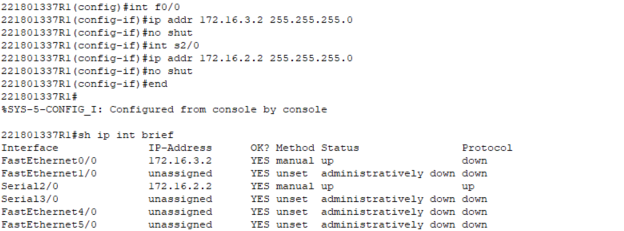 221801337R1(config)#int f0/0
221801337R1(config-if)#ip addr 172.16.3.2 255.255.255.0
221801337R1(config-if)#no shut
221801337R1(config-if)#int s2/0
221801337R1(config-if)#ip addr 172.16.2.2 255.255.255.0
221801337R1(config-if)#no shut
221801337R1(config-if)#end
221801337R1#
%SYS-5-CONFIG_I: Configured from console by console
221801337R1#sh ip int brief
Interface IP-Address OK? Method Status Protocol
FastEthernet0/0 172.16.3.2 YES manual up down
FastEthernet1/0 unassigned YES unset administratively down down
Serial2/0 172.16.2.2 YES manual up up
Serial3/0 unassigned YES unset administratively down down
FastEthernet4/0 unassigned YES unset administratively down down
FastEthernet5/0 unassigned YES unset administratively down down